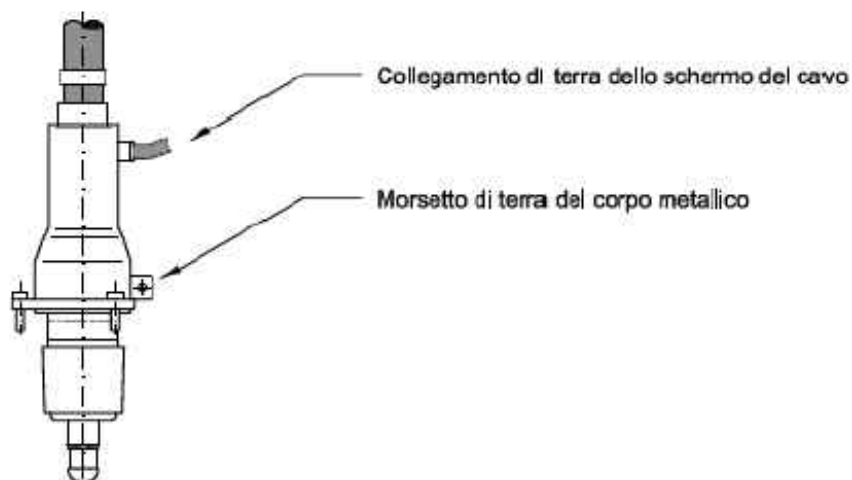 Collegamento di terra dello schermo del cavo
Morsetto di terra del corpo metallico